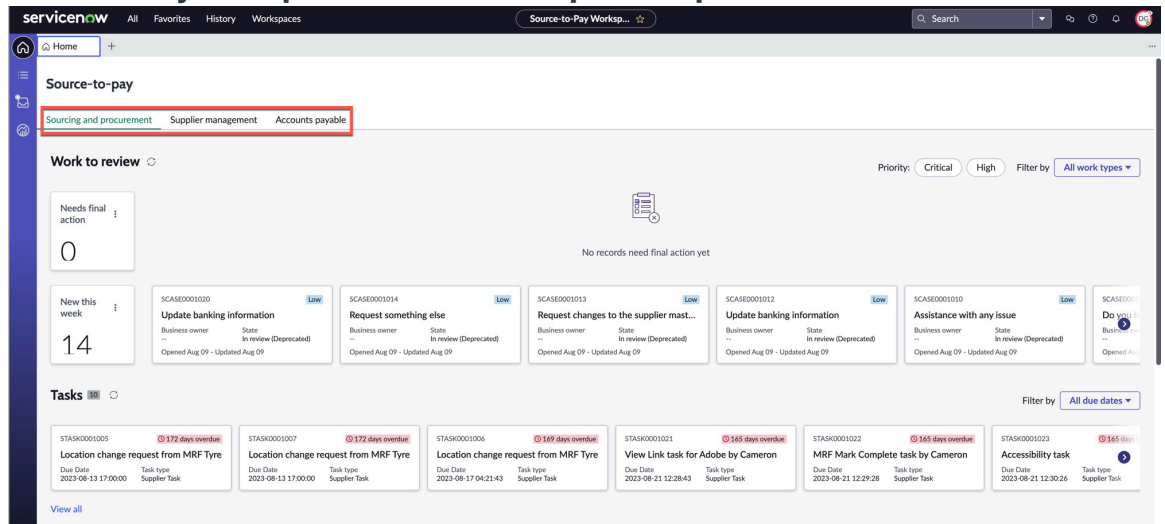 servicenow All Favorites History Workspaces Source-to-Pay Worksp... Search DG
Home
Source-to-pay
Sourcing and procurement Supplier management Accounts payable
Work to review
Priority: Critical High Filter by All work types
Needs final action
0
No records need final action yet
New this week
14
SCASE0001020 Low
Update banking information
Business owner State
-- In review (Deprecated)
Opened Aug 09 - Updated Aug 09
SCASE0001014 Low
Request something else
Business owner State
-- In review (Deprecated)
Opened Aug 09 - Updated Aug 09
SCASE0001013 Low
Request changes to the supplier mast...
Business owner State
-- In review (Deprecated)
Opened Aug 09 - Updated Aug 09
SCASE0001012 Low
Update banking information
Business owner State
-- In review (Deprecated)
Opened Aug 09 - Updated Aug 09
SCASE0001010 Low
Assistance with any issue
Business owner State
-- In review (Deprecated)
Opened Aug 09 - Updated Aug 09
Do you
--
Opened
Tasks 10
Filter by All due dates
STASK0001005 172 days overdue
Location change request from MRF Tyre
Due Date Task type
2023-08-13 17:00:00 Supplier Task
STASK0001007 172 days overdue
Location change request from MRF Tyre
Due Date Task type
2023-08-13 17:00:00 Supplier Task
STASK0001006 169 days overdue
Location change request from MRF Tyre
Due Date Task type
2023-08-17 04:21:43 Supplier Task
STASK0001021 165 days overdue
View Link task for Adobe by Cameron
Due Date Task type
2023-08-21 12:28:43 Supplier Task
STASK0001022 165 days overdue
MRF Mark Complete task by Cameron
Due Date Task type
2023-08-21 12:29:28 Supplier Task
STASK0001023 165 days
Accessibility task
Due Date Task type
2023-08-21 12:30:26 Supplier Task
View all